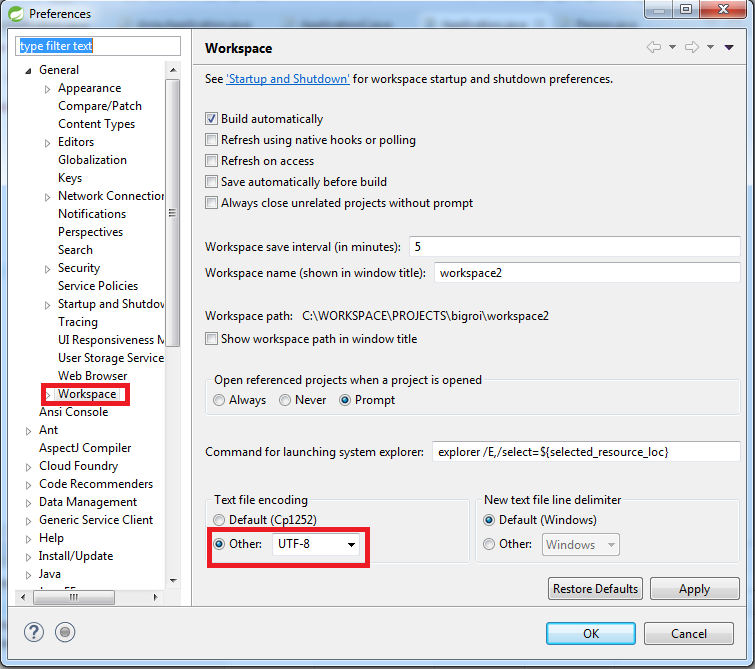 Preferences
type filter text
General
Appearance
Compare/Patch
Content Types
Editors
Globalization
Keys
Network Connection
Notifications
Perspectives
Search
Security
Service Policies
Startup and Shutdov
Tracing
UI Responsiveness M
User Storage Service
Web Browser
Workspace
Ansi Console
Ant
AspectJ Compiler
Cloud Foundry
Code Recommenders
Data Management
Generic Service Client
Help
Install/Update
Java
Workspace
See 'Startup and Shutdown' for workspace startup and shutdown preferences.
Build automatically
Refresh using native hooks or polling
Refresh on access
Save automatically before build
Always close unrelated projects without prompt
Workspace save interval (in minutes): 5
Workspace name (shown in window title): workspace2
Workspace path: C:\WORKSPACE\PROJECTS\bigroi\workspace2
Show workspace path in window title
Open referenced projects when a project is opened
Always Never Prompt
Command for launching system explorer: explorer /E,/select=${selected_resource_loc}
Text file encoding
Default (Cp1252)
Other: UTF-8
New text file line delimiter
Default (Windows)
Other: Windows
Restore Defaults Apply
OK Cancel